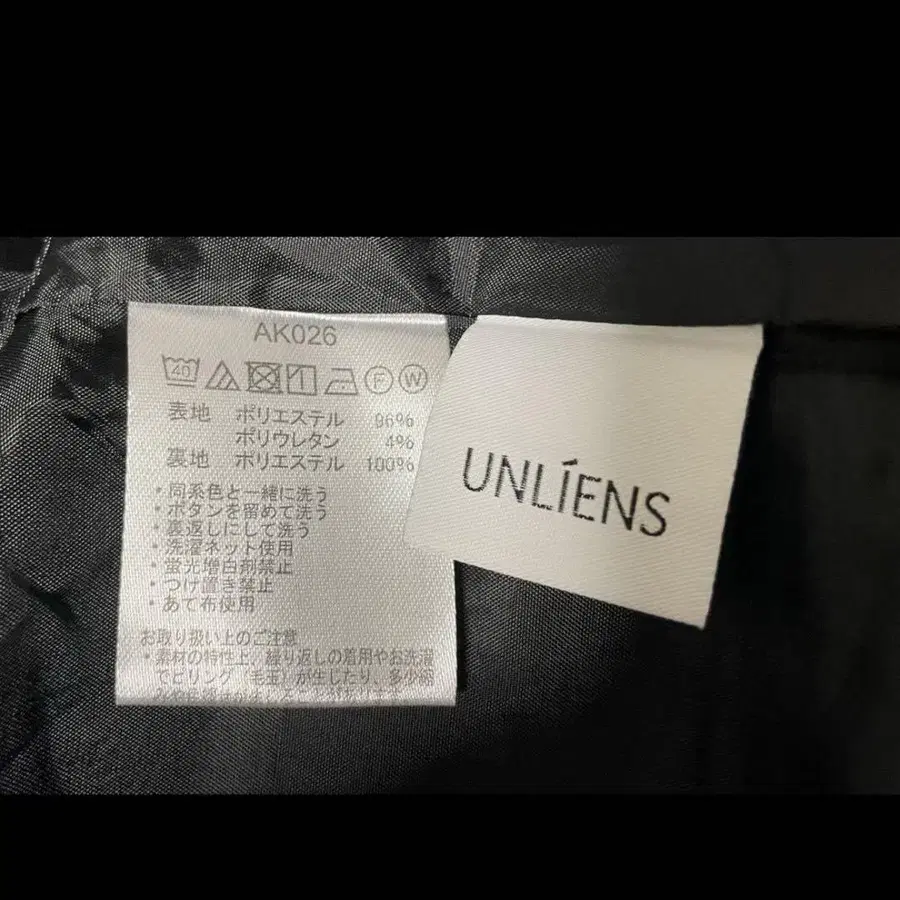 AK026
40 F W
表地 ポリエステル 96%
ポリウレタン 4%
裏地 ポリエステル 100%
・同系色と一緒に洗う
・ボタンを留めて洗う
・裏返しにして洗う
・洗濯ネット使用
・蛍光増白剤禁止
・つけ置き禁止
・あて布使用
お取り扱い上のご注意
・素材の特性上、繰り返しの着用やお洗濯
でピリング（毛玉）が生じたり、多少縮
UNLÍENS